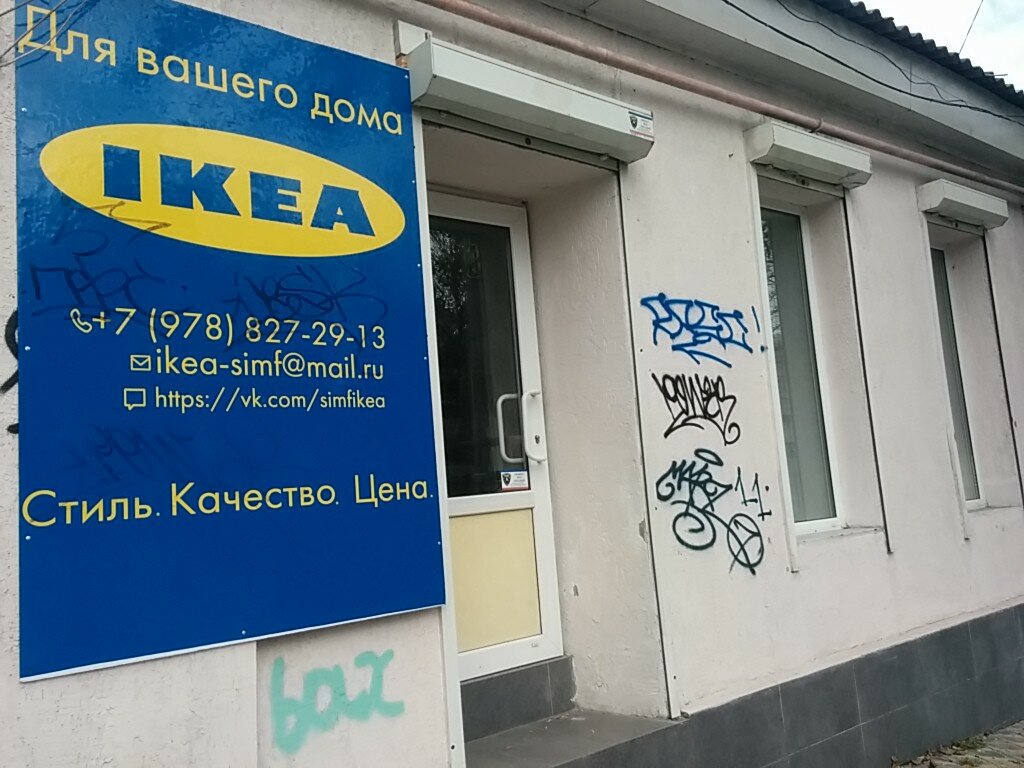 Для вашего дома
IKEA
+7 (978) 827-29-13
ikea-simf@mail.ru
https://vk.com/simfikea
Стиль. Качество. Цена.